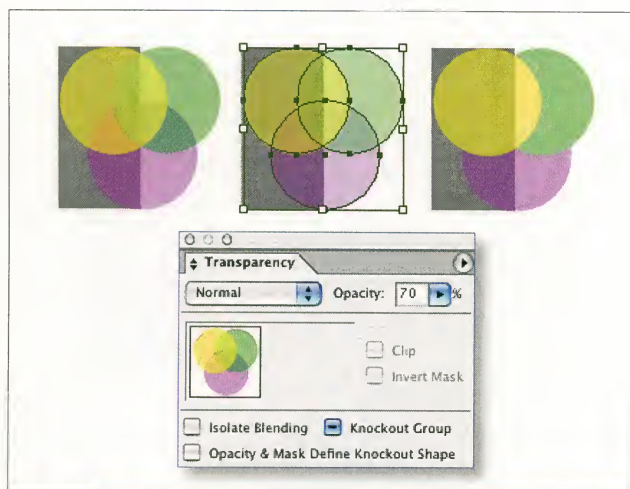 Transparency
Normal Opacity: 70 %
Clip
Invert Mask
Isolate Blending Knockout Group
Opacity & Mask Define Knockout Shape